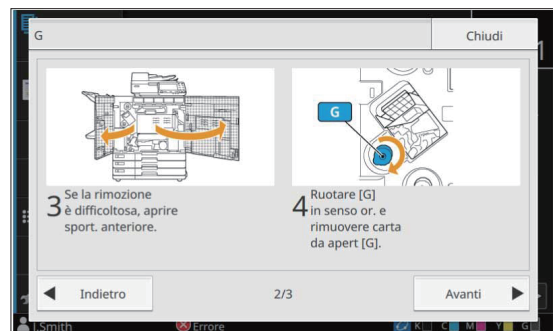 G
Chiudi
1
G
3 Se la rimozione
è difficoltosa, aprire
sport. anteriore.
4 Ruotare [G]
in senso or. e
rimuovere carta
da apert [G].
Indietro
2/3
Avanti
I.Smith
Errore
K
C
M
Y
G